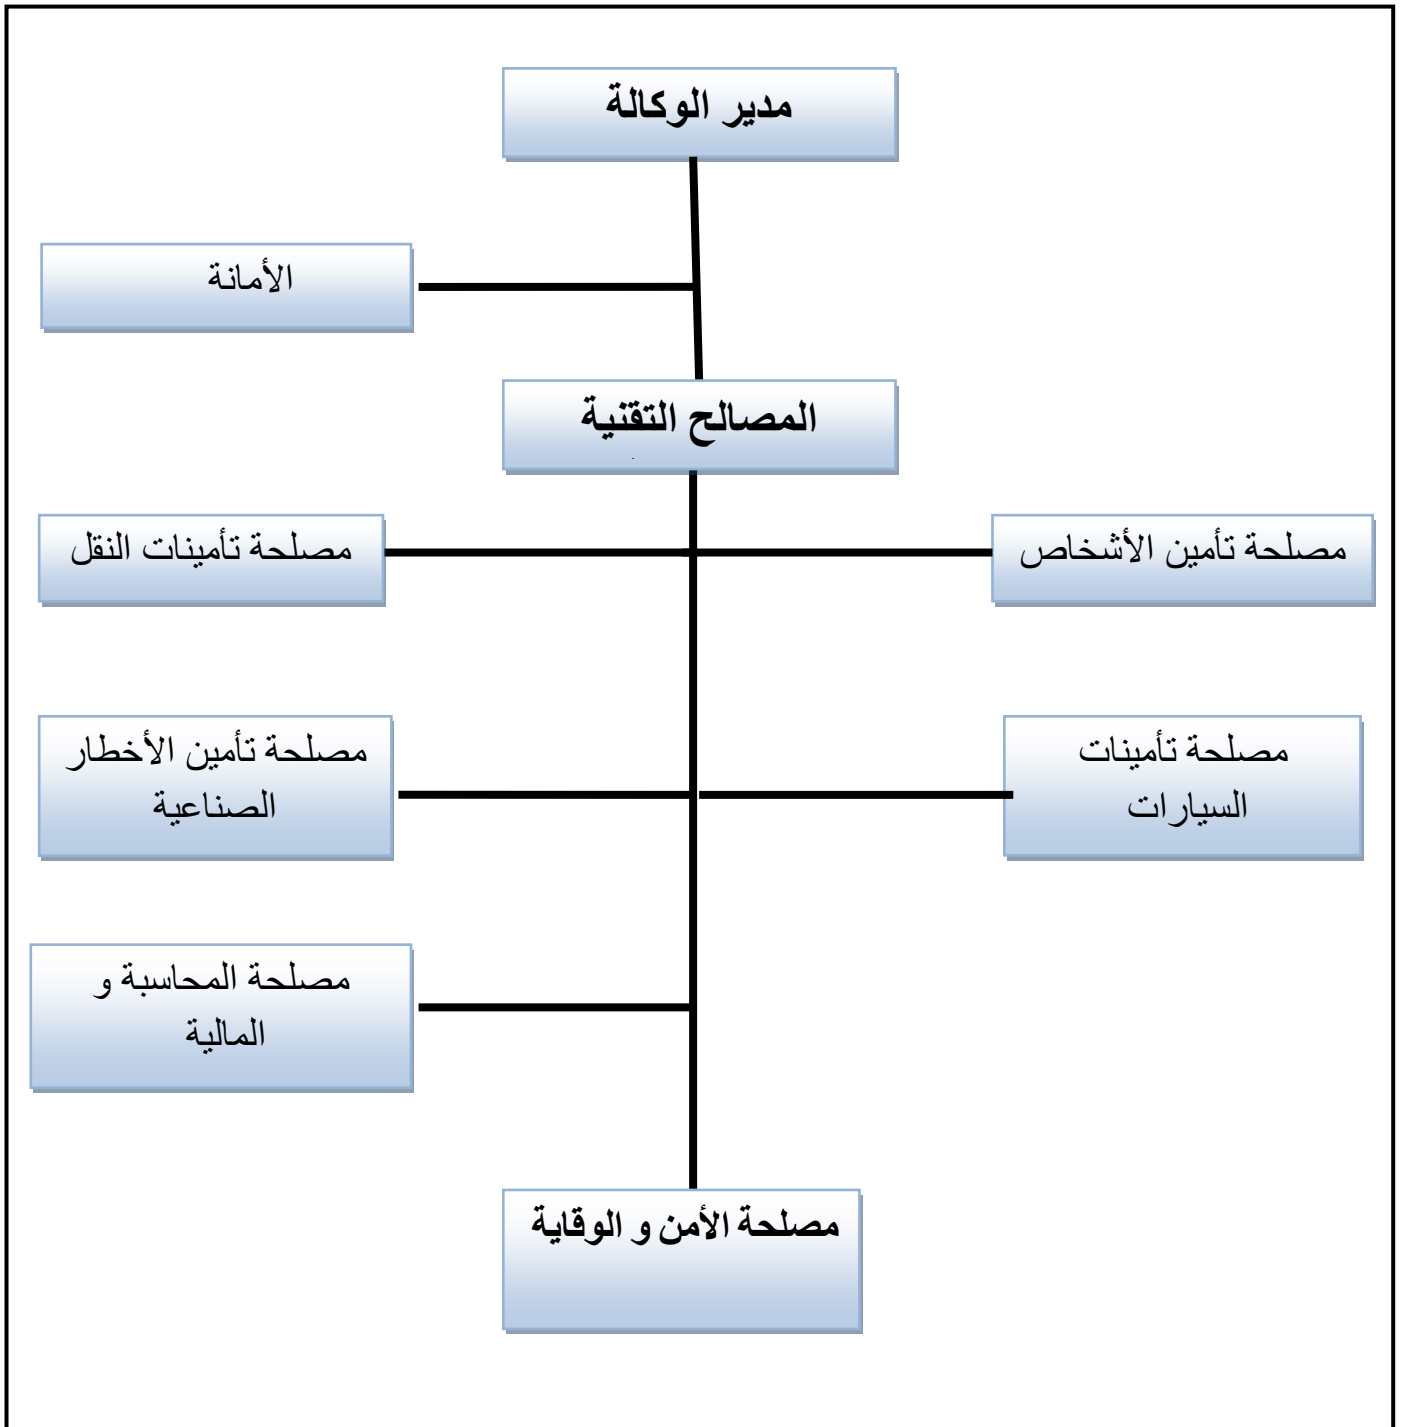 مدير الوكالة
الأمانة
المصالح التقنية
مصلحة تأمين الأشخاص
مصلحة تأمينات النقل
مصلحة تأمينات
السيارات
مصلحة تأمين الأخطار
الصناعية
مصلحة المحاسبة و
المالية
مصلحة الأمن و الوقاية